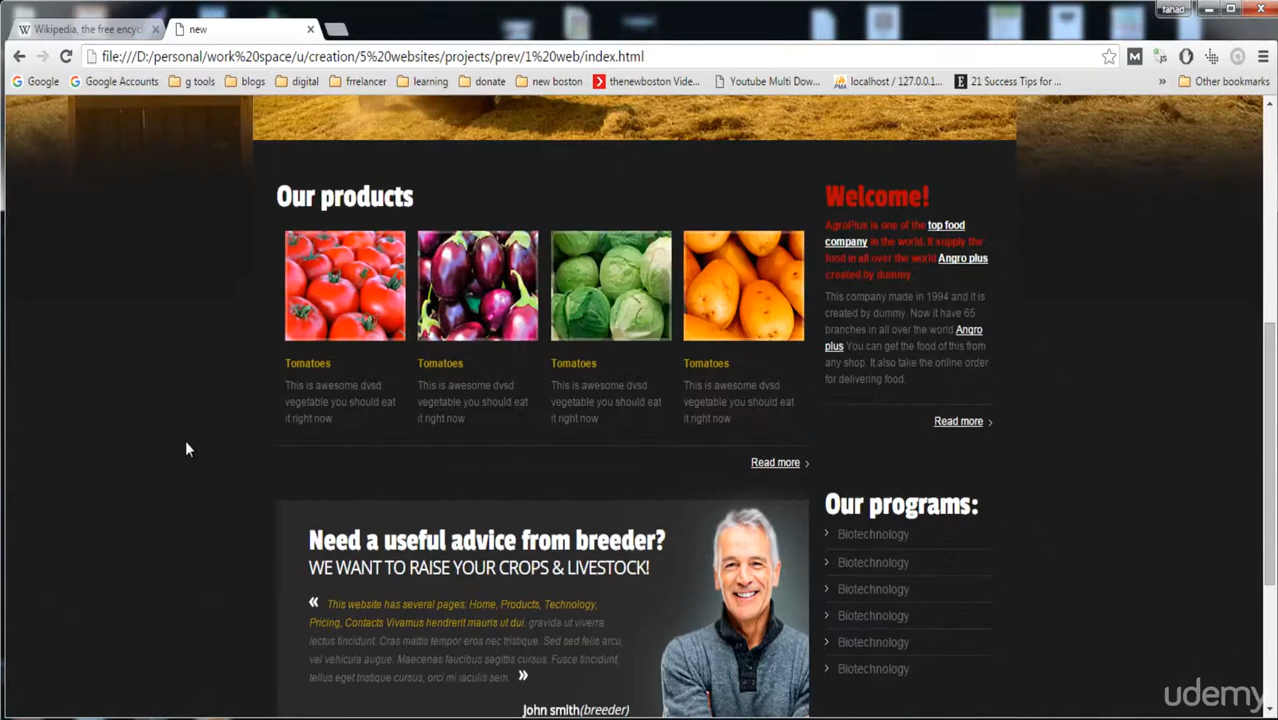 fahad
Wikipedia, the free encycl
new
file:///D:/personal/work%20space/u/creation/5%20websites/projects/prev/1%20web/index.html
Google
Google Accounts
g tools
blogs
digital
frrelancer
learning
donate
new boston
thenewboston Vide...
Youtube Multi Dow...
localhost / 127.0.0.1
21 Success Tips for ...
Other bookmarks
Our products
Tomatoes
This is awesome dvsd
vegetable you should eat
it right now
Tomatoes
This is awesome dvsd
vegetable you should eat
it right now
Tomatoes
This is awesome dvsd
vegetable you should eat
it right now
Tomatoes
This is awesome dvsd
vegetable you should eat
it right now
Read more
Welcome!
AgroPlus is one of the top food
company in the world. It supply the
food in all over the world Angro plus
created by dummy
This company made in 1994 and it is
created by dummy. Now it have 65
branches in all over the world Angro
plus You can get the food of this from
any shop. It also take the online order
for delivering food.
Read more
Need a useful advice from breeder?
WE WANT TO RAISE YOUR CROPS & LIVESTOCK!
« This website has several pages: Home, Products, Technology,
Pricing, Contacts Vivamus hendrerit mauris ut dui. gravida ut viverra
lectus tincidunt. Cras mattis tempor eros nec tristique. Sed sed felis arcu,
vel vehicula augue. Maecenas faucibus sagittis cursus. Fusce tincidunt,
tellus eget tristique cursus, orci mi iaculis sem. »
John smith(breeder)
Our programs:
Biotechnology
Biotechnology
Biotechnology
Biotechnology
Biotechnology
Biotechnology
udemy